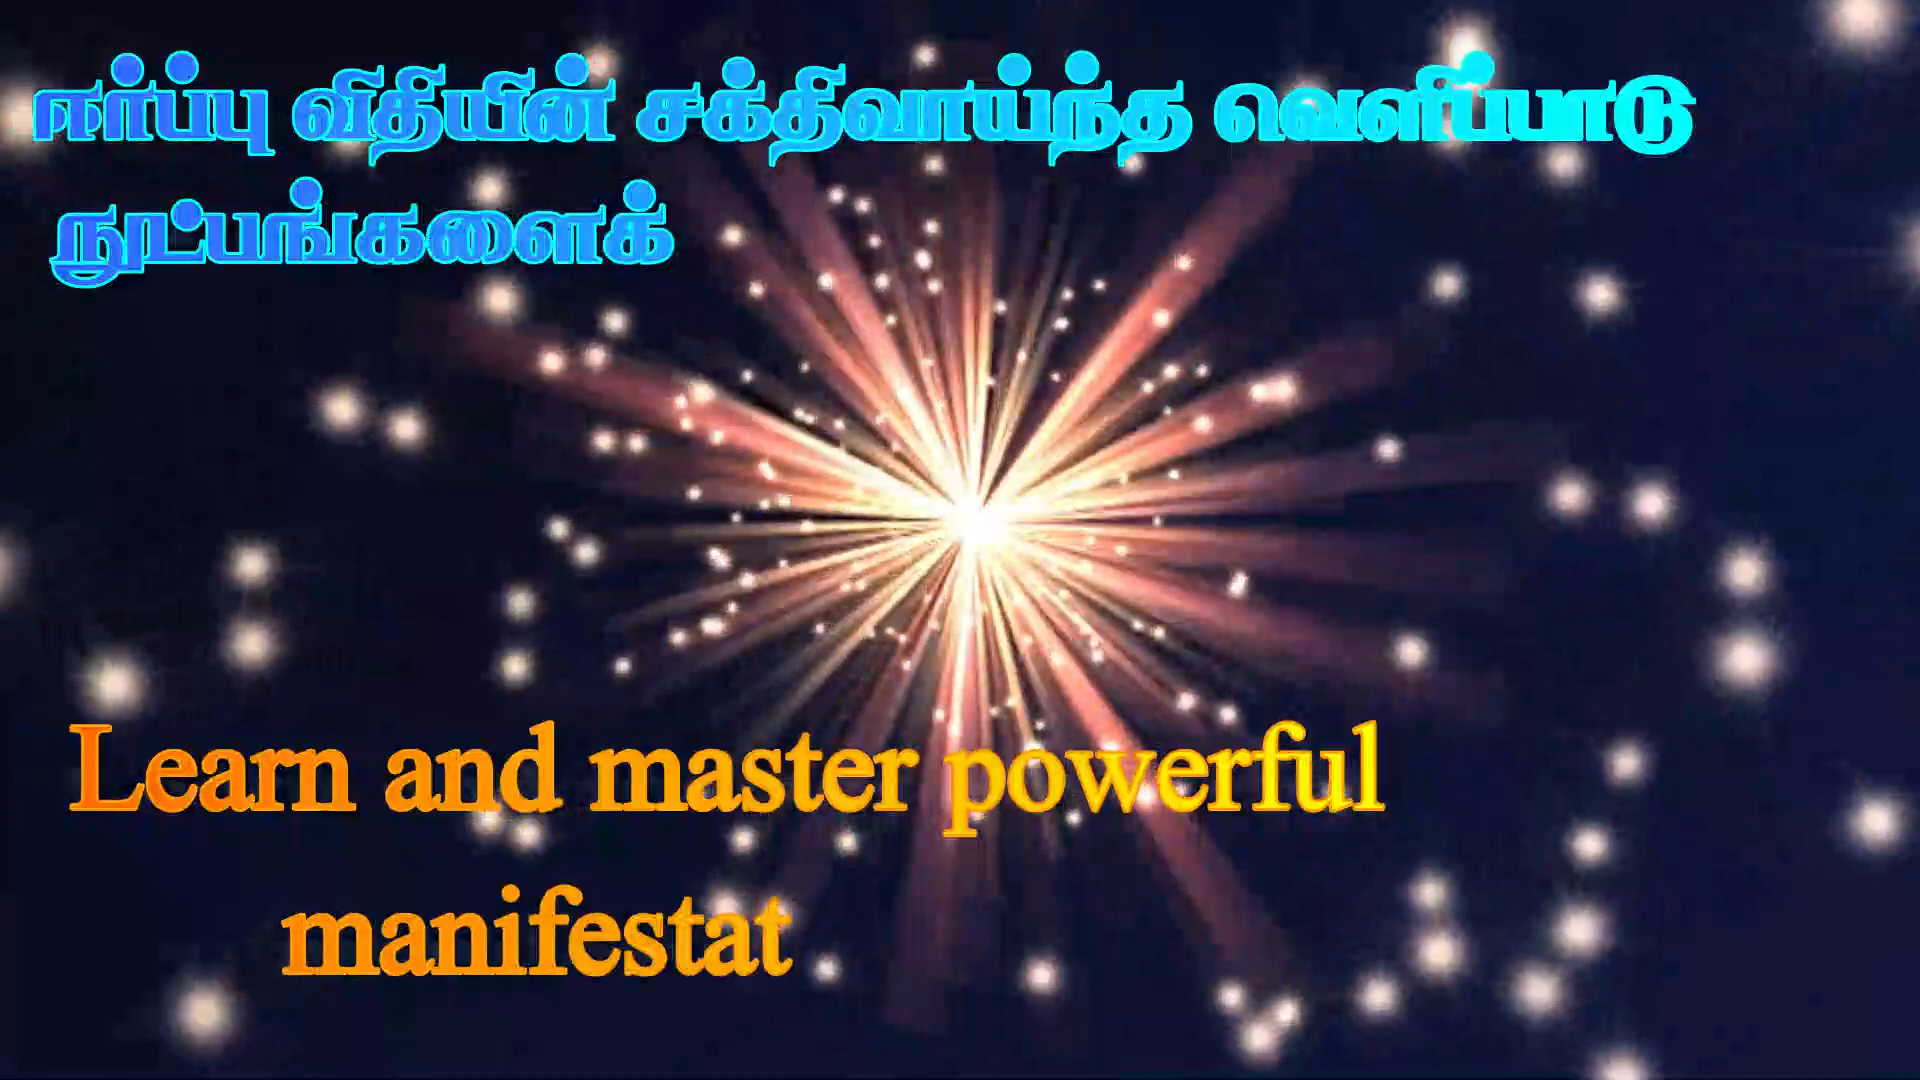 ஈர்ப்பு விதியின் சக்திவாய்ந்த வெளிப்பாடு
நுட்பங்களைக்
Learn and master powerful
manifestat